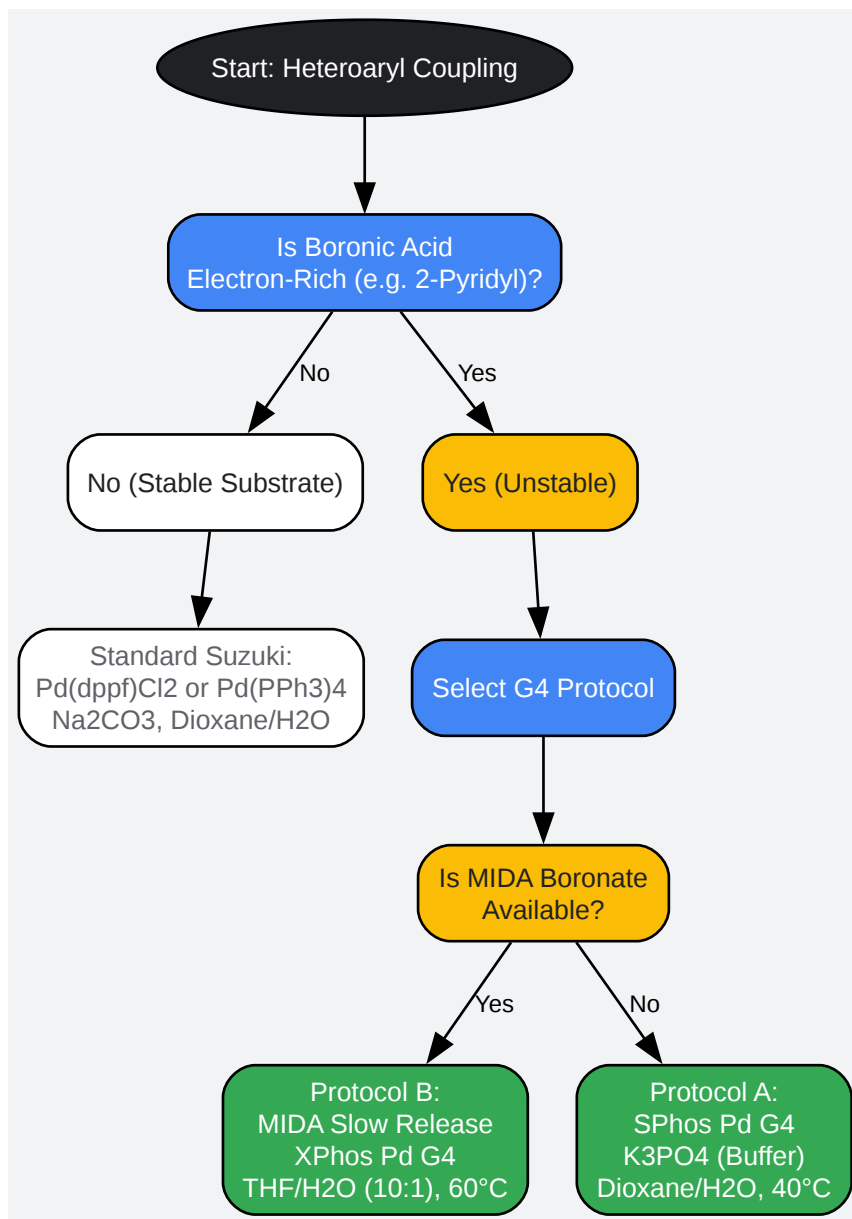 Start: Heteroaryl Coupling
Is Boronic Acid
Electron-Rich (e.g. 2-Pyridyl)?
No
Yes
No (Stable Substrate)
Yes (Unstable)
Standard Suzuki:
Pd(dppf)Cl2 or Pd(PPh3)4
Na2CO3, Dioxane/H2O
Select G4 Protocol
Is MIDA Boronate
Available?
Yes
No
Protocol B:
MIDA Slow Release
XPhos Pd G4
THF/H2O (10:1), 60°C
Protocol A:
SPhos Pd G4
K3PO4 (Buffer)
Dioxane/H2O, 40°C